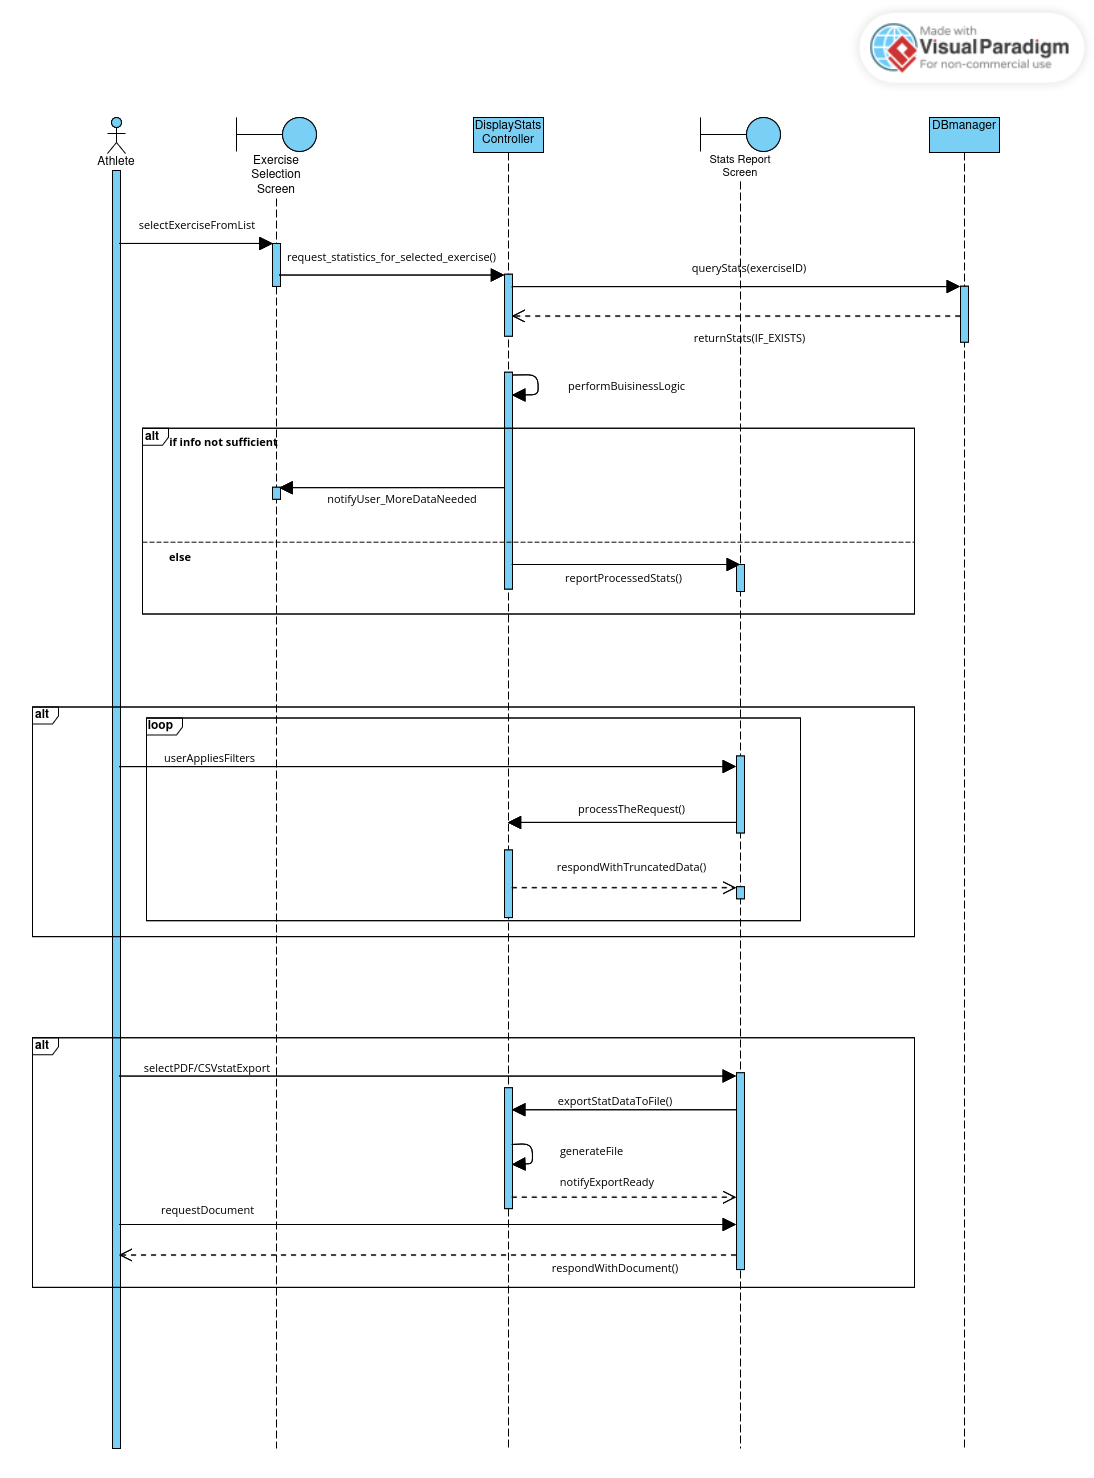 Made with
Visual Paradigm
For non-commercial use
Athlete
Exercise
Selection
Screen
DisplayStats
Controller
Stats Report
Screen
DBmanager
selectExerciseFromList
request_statistics_for_selected_exercise()
queryStats(exerciseID)
returnStats(IF_EXISTS)
performBuisinessLogic
alt
if info not sufficient
notifyUser_MoreDataNeeded
else
reportProcessedStats()
alt
loop
userAppliesFilters
processTheRequest()
respondWithTruncatedData()
alt
selectPDF/CSVstatExport
exportStatDataToFile()
generateFile
notifyExportReady
requestDocument
respondWithDocument()